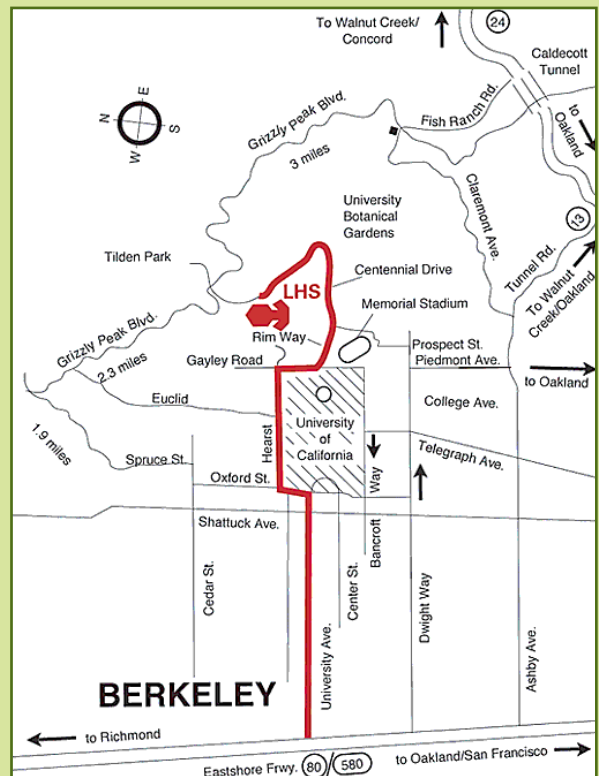 To Walnut Creek/
Concord
24
Caldecott
Tunnel
E
N
S
W
Grizzly Peak Blvd.
Fish Ranch Rd.
to
Oakland
3 miles
University
Botanical
Gardens
Claremont Ave.
13
Tilden Park
Centennial Drive
Tunnel Rd.
To Walnut
Creek/Oakland
LHS
Memorial Stadium
Rim Way
Prospect St.
Grizzly Peak Blvd.
Gayley Road
Piedmont Ave.
2.3 miles
to Oakland
Euclid
College Ave.
University
of
California
Hearst
1.9 miles
Telegraph Ave.
Spruce St.
Way
Oxford St.
Shattuck Ave.
Bancroft
Cedar St.
Center St.
Dwight Way
University Ave.
Ashby Ave.
BERKELEY
to Richmond
Eastshore Frwy.
80
/
580
to Oakland/San Francisco